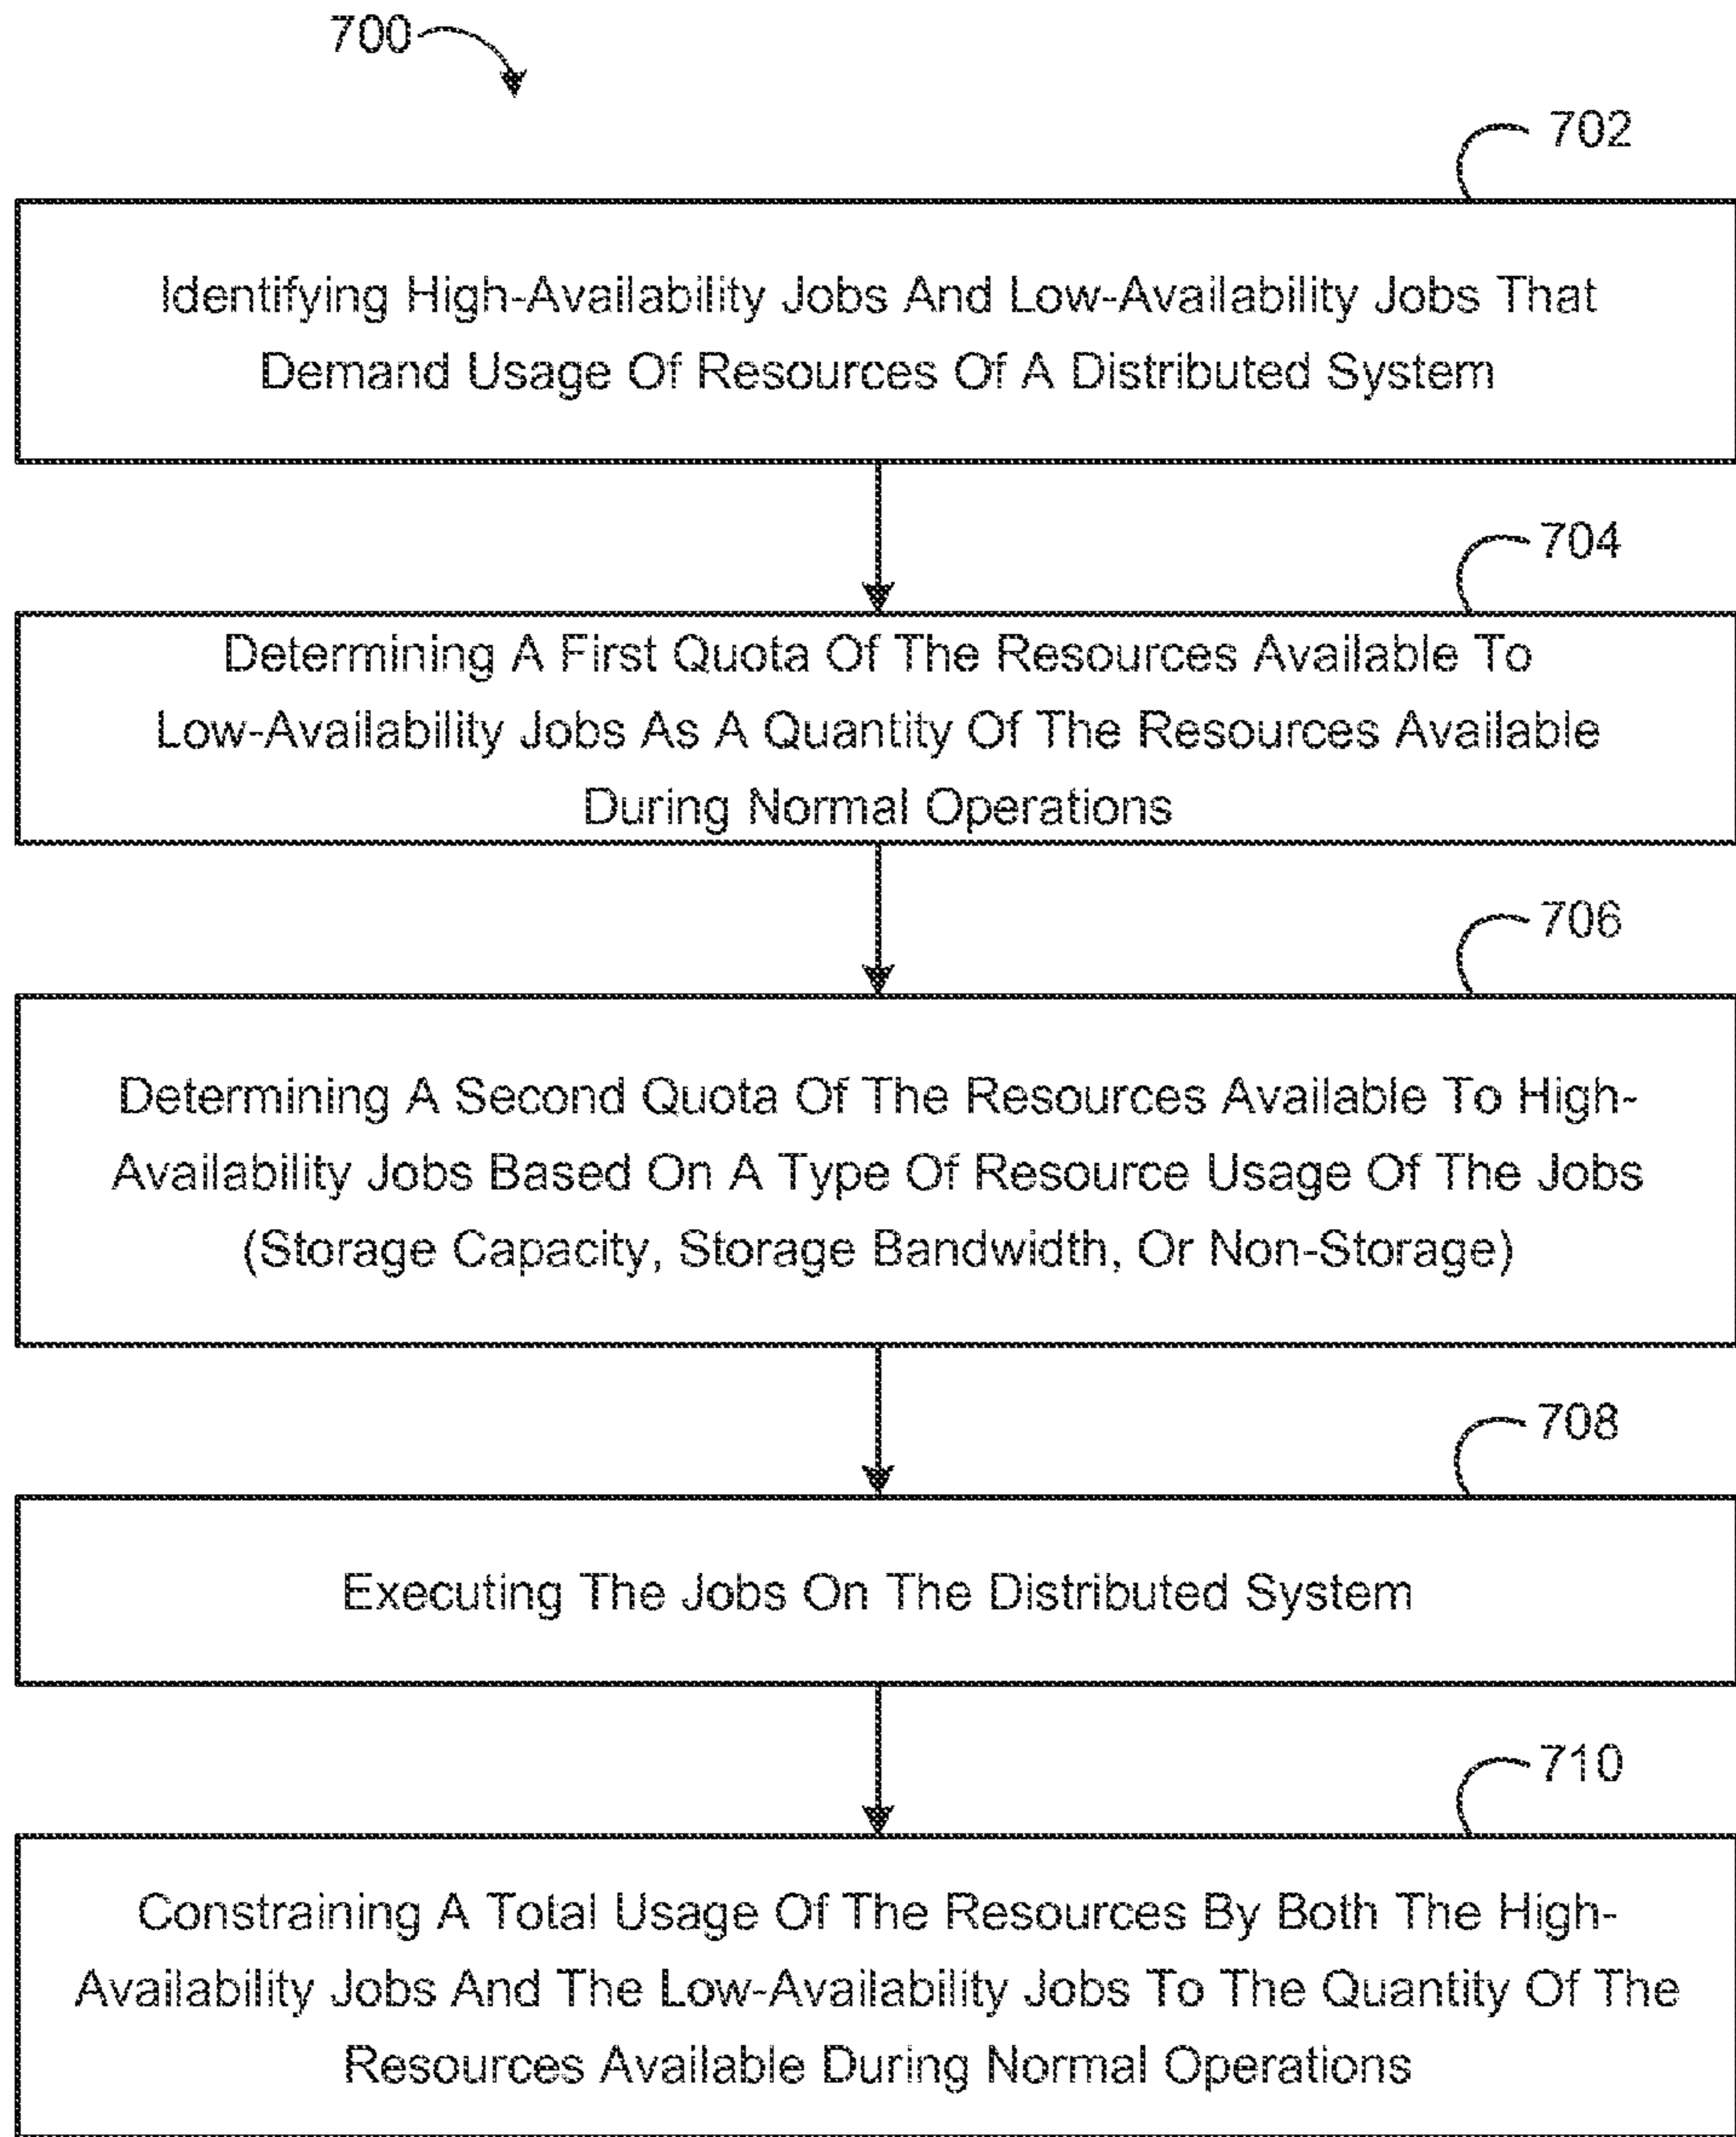 700
702
Identifying High-Availability Jobs And Low-Availability Jobs That
Demand Usage Of Resources Of A Distributed System
704
Determining A First Quota Of The Resources Available To
Low-Availability Jobs As A Quantity Of The Resources Available
During Normal Operations
706
Determining A Second Quota Of The Resources Available To High-
Availability Jobs Based On A Type Of Resource Usage Of The Jobs
(Storage Capacity, Storage Bandwidth, Or Non-Storage)
708
Executing The Jobs On The Distributed System
710
Constraining A Total Usage Of The Resources By Both The High-
Availability Jobs And The Low-Availability Jobs To The Quantity Of The
Resources Available During Normal Operations